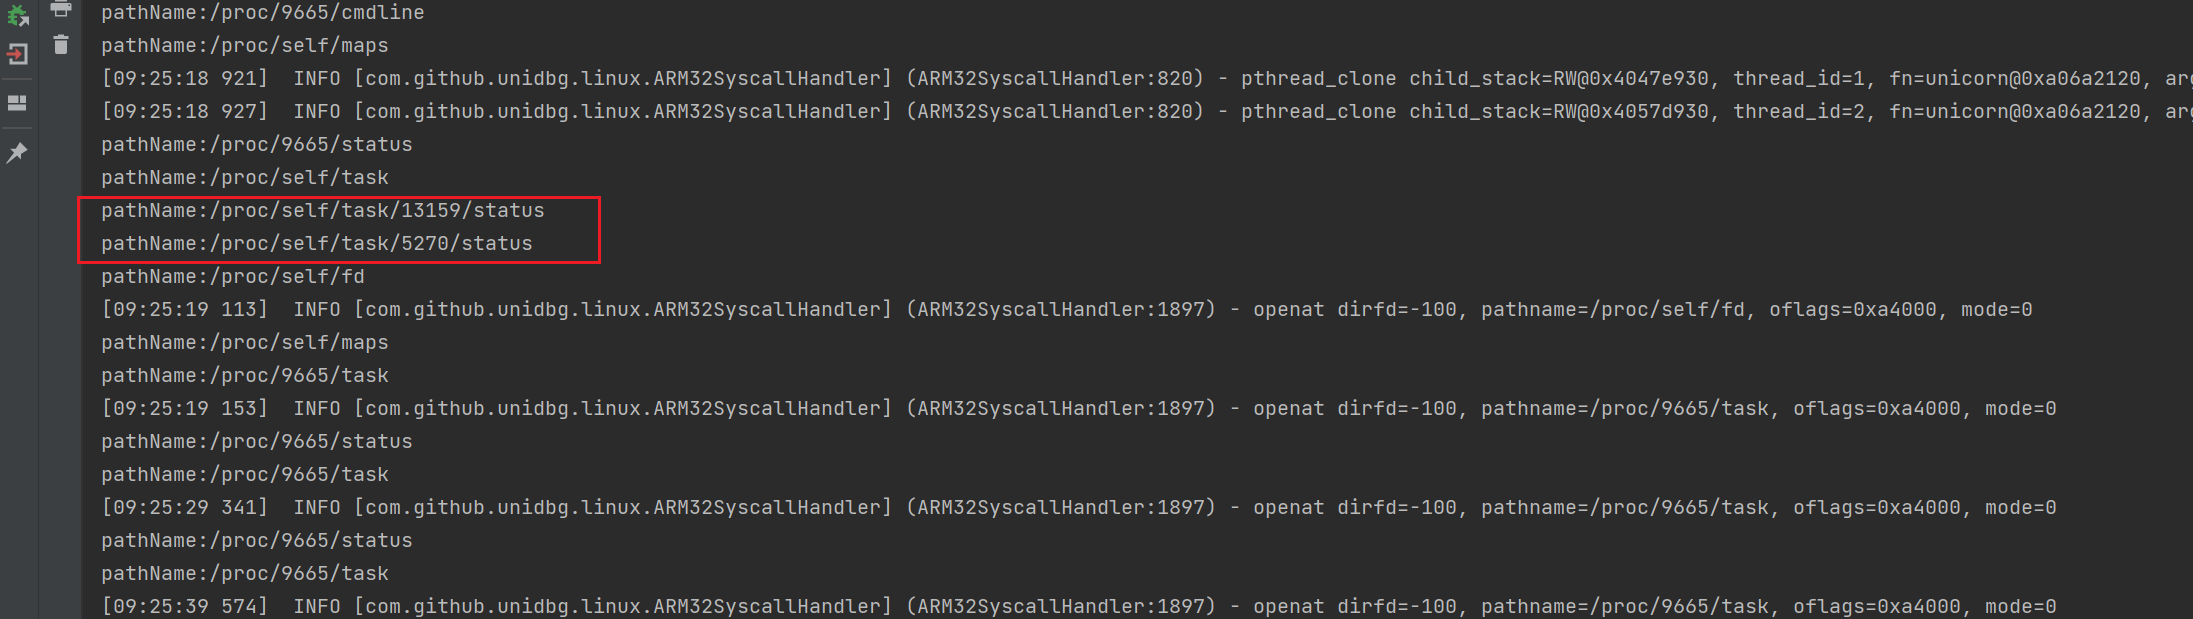 pathName:/proc/9665/cmdline
pathName:/proc/self/maps
[09:25:18 921]  INFO [com.github.unidbg.linux.ARM32SyscallHandler] (ARM32SyscallHandler:820) - pthread_clone child_stack=RW@0x4047e930, thread_id=1, fn=unicorn@0xa06a2120, arg
[09:25:18 927]  INFO [com.github.unidbg.linux.ARM32SyscallHandler] (ARM32SyscallHandler:820) - pthread_clone child_stack=RW@0x4057d930, thread_id=2, fn=unicorn@0xa06a2120, arg
pathName:/proc/9665/status
pathName:/proc/self/task
pathName:/proc/self/task/13159/status
pathName:/proc/self/task/5270/status
pathName:/proc/self/fd
[09:25:19 113]  INFO [com.github.unidbg.linux.ARM32SyscallHandler] (ARM32SyscallHandler:1897) - openat dirfd=-100, pathname=/proc/self/fd, oflags=0xa4000, mode=0
pathName:/proc/self/maps
pathName:/proc/9665/task
[09:25:19 153]  INFO [com.github.unidbg.linux.ARM32SyscallHandler] (ARM32SyscallHandler:1897) - openat dirfd=-100, pathname=/proc/9665/task, oflags=0xa4000, mode=0
pathName:/proc/9665/status
pathName:/proc/9665/task
[09:25:29 341]  INFO [com.github.unidbg.linux.ARM32SyscallHandler] (ARM32SyscallHandler:1897) - openat dirfd=-100, pathname=/proc/9665/task, oflags=0xa4000, mode=0
pathName:/proc/9665/status
pathName:/proc/9665/task
[09:25:39 574]  INFO [com.github.unidbg.linux.ARM32SyscallHandler] (ARM32SyscallHandler:1897) - openat dirfd=-100, pathname=/proc/9665/task, oflags=0xa4000, mode=0